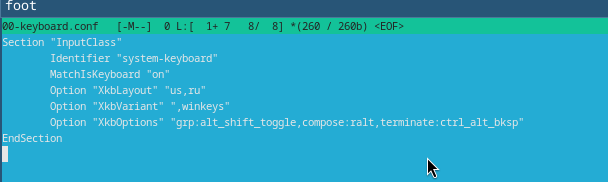 foot
00-keyboard.conf   [-M--]  0 L:[  1+ 7   8/  8] *(260 / 260b) <EOF>
Section "InputClass"
        Identifier "system-keyboard"
        MatchIsKeyboard "on"
        Option "XkbLayout" "us,ru"
        Option "XkbVariant" ",winkeys"
        Option "XkbOptions" "grp:alt_shift_toggle,compose:ralt,terminate:ctrl_alt_bksp"
EndSection